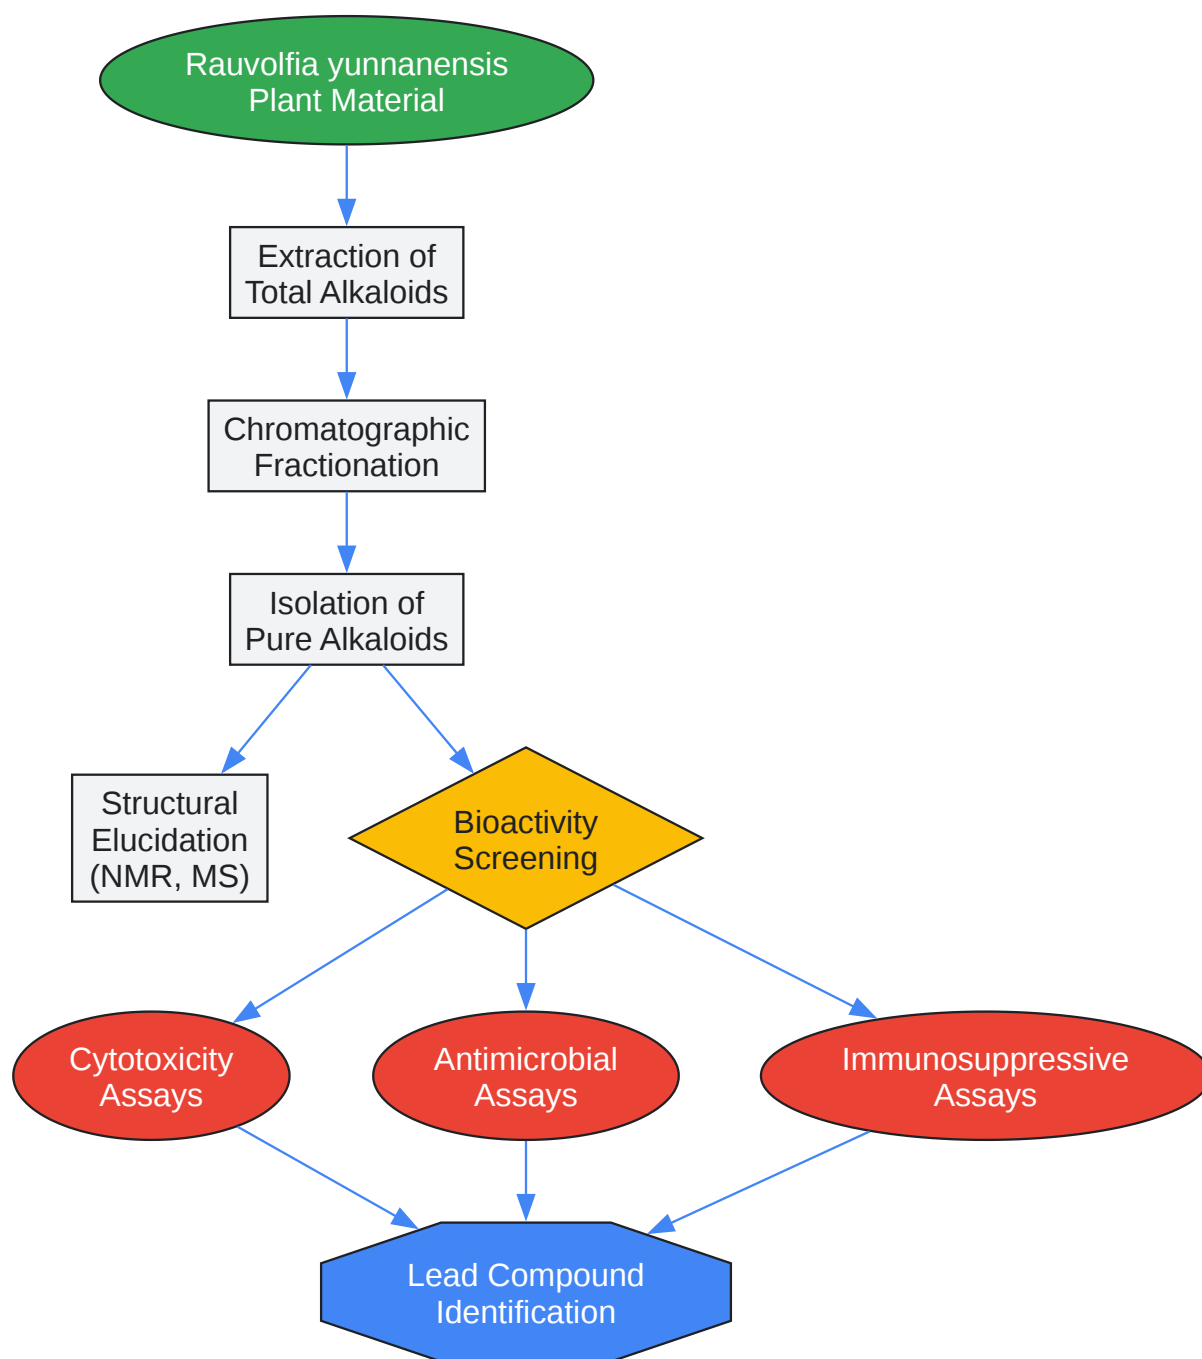 Rauvolfia yunnanensis
Plant Material
Extraction of
Total Alkaloids
Chromatographic
Fractionation
Isolation of
Pure Alkaloids
Structural
Elucidation
(NMR, MS)
Bioactivity
Screening
Cytotoxicity
Assays
Antimicrobial
Assays
Immunosuppressive
Assays
Lead Compound
Identification